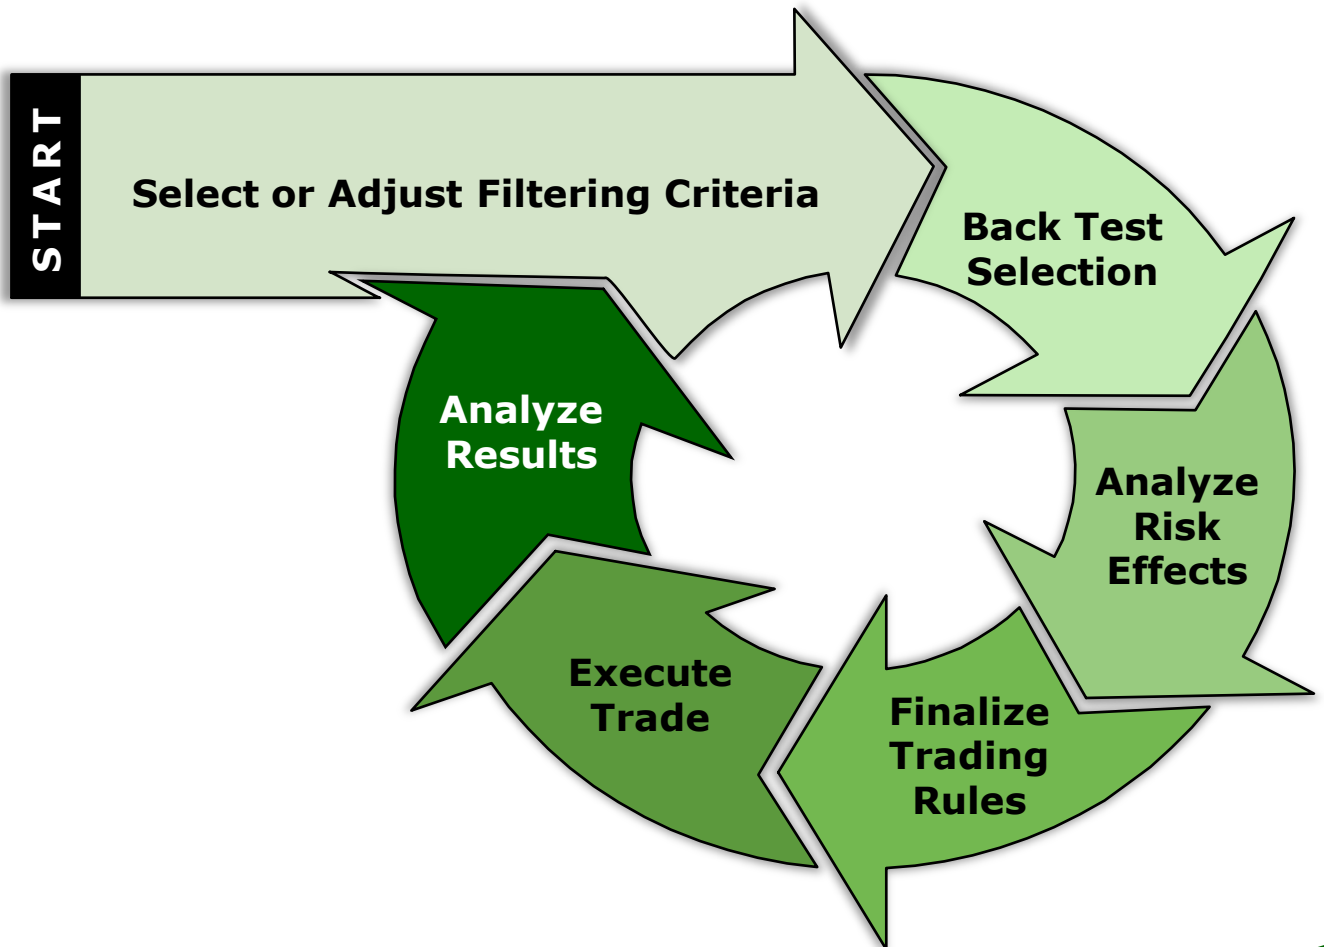 START
Select or Adjust Filtering Criteria
Back Test
Selection
Analyze
Risk
Effects
Finalize
Trading
Rules
Execute
Trade
Analyze
Results